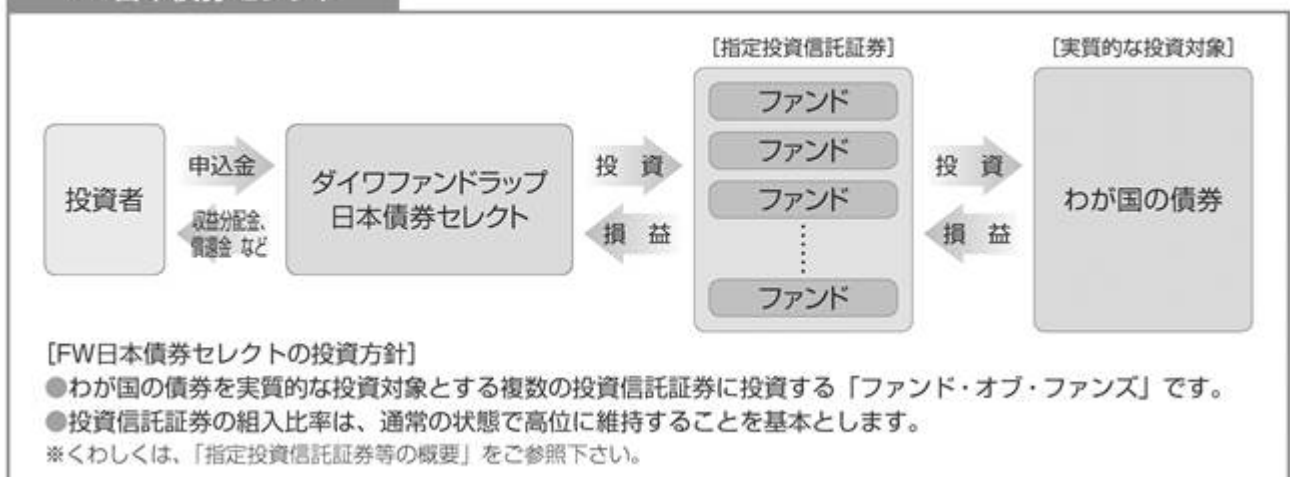 [指定投資信託証券]
[実質的な投資対象]
ファンド
ファンド
ファンド
ファンド
投資者
申込金
収益分配金、
償還金 など
ダイワファンドラップ
日本債券セレクト
投 資
損 益
投 資
損 益
わが国の債券
[FW日本債券セレクトの投資方針]
●わが国の債券を実質的な投資対象とする複数の投資信託証券に投資する「ファンド・オブ・ファンズ」です。
●投資信託証券の組入比率は、通常の状態で高位に維持することを基本とします。
※くわしくは、「指定投資信託証券等の概要」をご参照下さい。